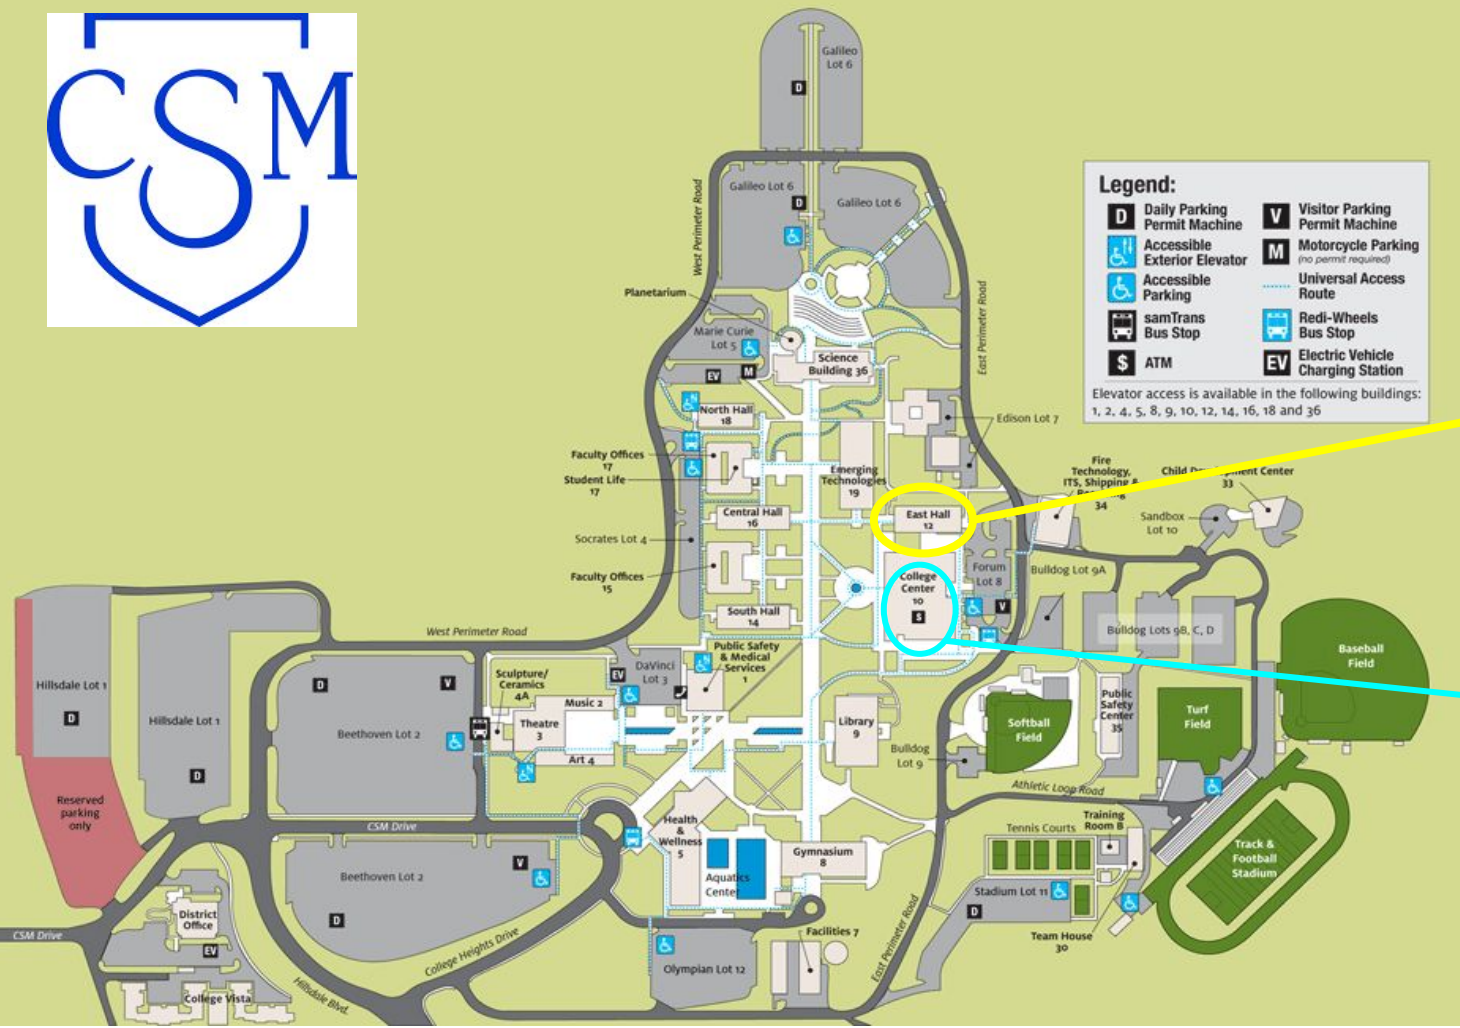 CSM
Galileo
Lot 6
D
Galileo Lot 6
D
Galileo Lot 6
West Perimeter Road
East Perimeter Road
Legend:
D
Daily Parking
Permit Machine
V
Visitor Parking
Permit Machine
Accessible
Exterior Elevator
M
Motorcycle Parking
(no permit required)
Accessible
Parking
Universal Access
Route
samTrans
Bus Stop
Redi-Wheels
Bus Stop
$
ATM
EV
Electric Vehicle
Charging Station
Elevator access is available in the following buildings:
1, 2, 4, 5, 8, 9, 10, 12, 14, 16, 18 and 36
Planetarium
Marie Curie
Lot 5
EV
M
Science
Building 36
North Hall
18
Edison Lot 7
Faculty Offices
17
Student Life
17
Emerging
Technologies
19
Central Hall
16
East Hall
12
Fire
Technology,
ITS, Shipping &
34
Center
33
Sandbox
Lot 10
Socrates Lot 4
Faculty Offices
15
College
Center
10
$
Forum
Lot 8
V
Bulldog Lot 9A
South Hall
14
Bulldog Lots 9B, C, D
West Perimeter Road
Public Safety
& Medical
Services
1
DaVinci
Lot 3
EV
Sculpture/
Ceramics
4A
Music 2
Theatre
3
Art 4
Library
9
Bulldog
Lot 9
Softball
Field
Public
Safety
Center
35
Turf
Field
Baseball
Field
Hillsdale Lot 1
D
Hillsdale Lot 1
D
D
V
Beethoven Lot 2
Reserved
parking
only
CSM Drive
Athletic Loop Road
Health
&
Wellness
5
Aquatics
Center
Gymnasium
8
Tennis Courts
Training
Room B
Track &
Football
Stadium
Beethoven Lot 2
V
D
Stadium Lot 11
D
Team House
30
District
Office
EV
CSM Drive
College Vista
Hillsdale Blvd.
College Heights Drive
Olympian Lot 12
Facilities 7
East Perimeter Road